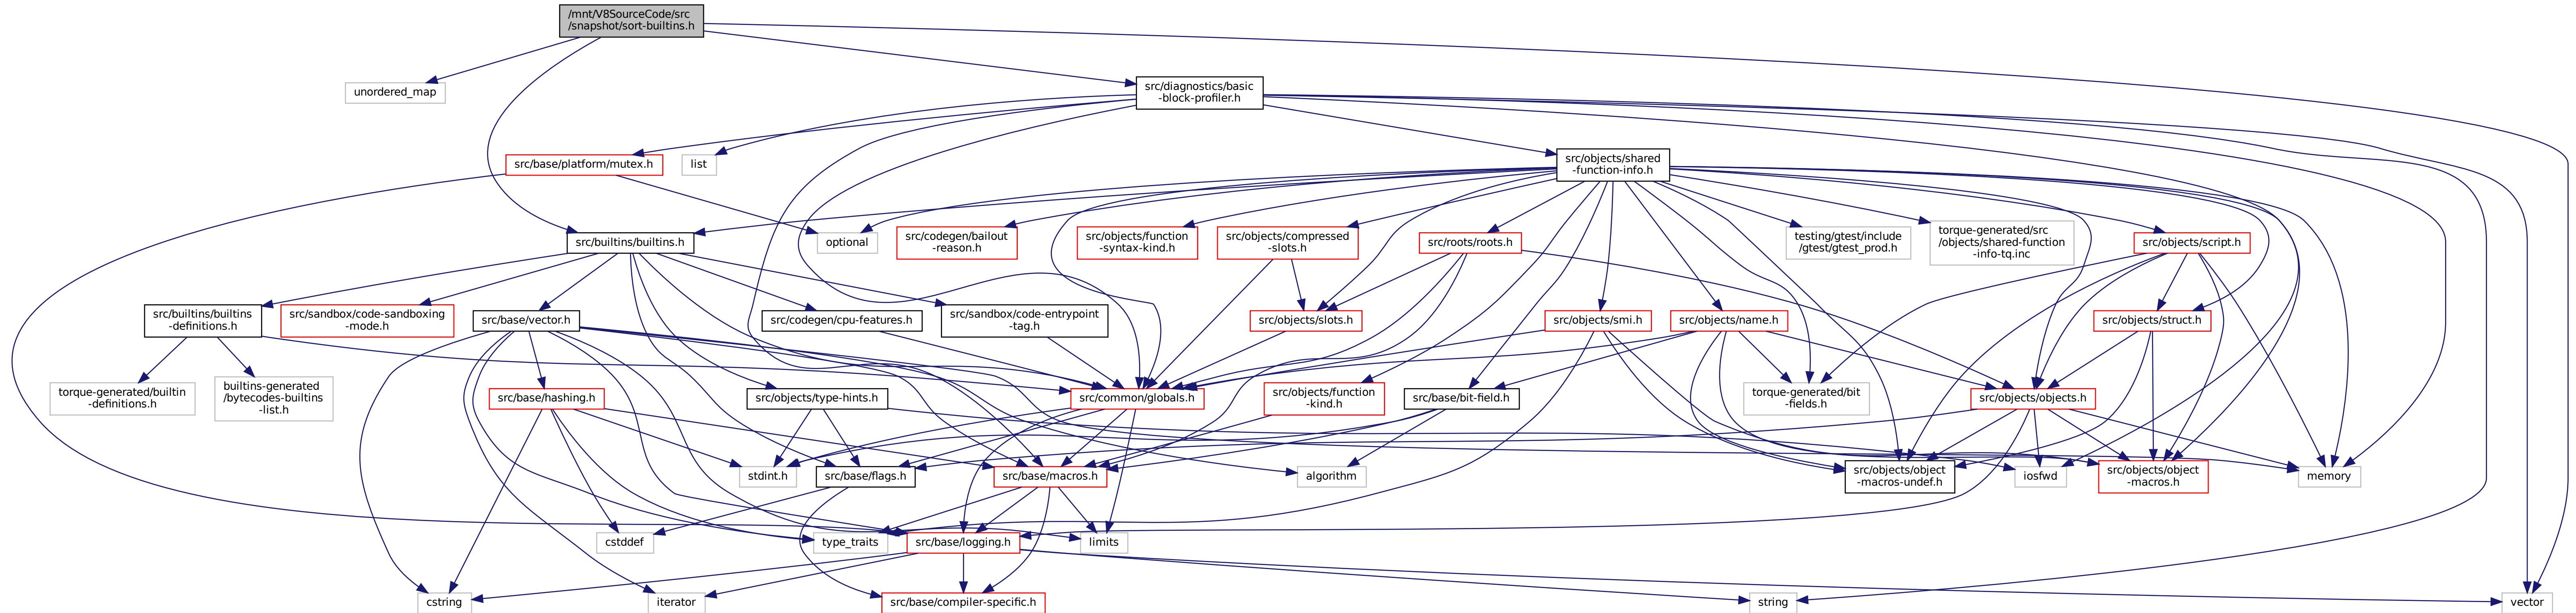 /mnt/V8SourceCode/src
/snapshot/sort-builtins.h
unordered_map
src/diagnostics/basic
-block-profiler.h
src/base/platform/mutex.h
list
src/objects/shared
-function-info.h
src/builtins/builtins.h
optional
src/codegen/bailout
-reason.h
src/objects/function
-syntax-kind.h
src/objects/compressed
-slots.h
src/roots/roots.h
testing/gtest/include
/gtest/gtest_prod.h
torque-generated/src
/objects/shared-function
-info-tq.inc
src/objects/script.h
src/builtins/builtins
-definitions.h
src/sandbox/code-sandboxing
-mode.h
src/base/vector.h
src/codegen/cpu-features.h
src/sandbox/code-entrypoint
-tag.h
src/objects/slots.h
src/objects/smi.h
src/objects/name.h
src/objects/struct.h
torque-generated/builtin
-definitions.h
builtins-generated
/bytecodes-builtins
-list.h
src/base/hashing.h
src/objects/type-hints.h
src/common/globals.h
src/objects/function
-kind.h
src/base/bit-field.h
torque-generated/bit
-fields.h
src/objects/objects.h
stdint.h
src/base/flags.h
src/base/macros.h
algorithm
src/objects/object
-macros-undef.h
iosfwd
src/objects/object
-macros.h
memory
cstddef
type_traits
src/base/logging.h
limits
cstring
iterator
src/base/compiler-specific.h
string
vector